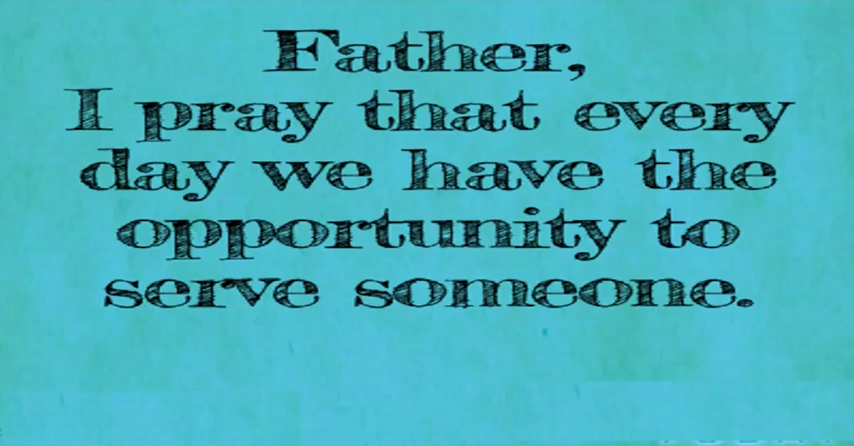 Father,
I pray that every
day we have the
opportunity to
serve someone.